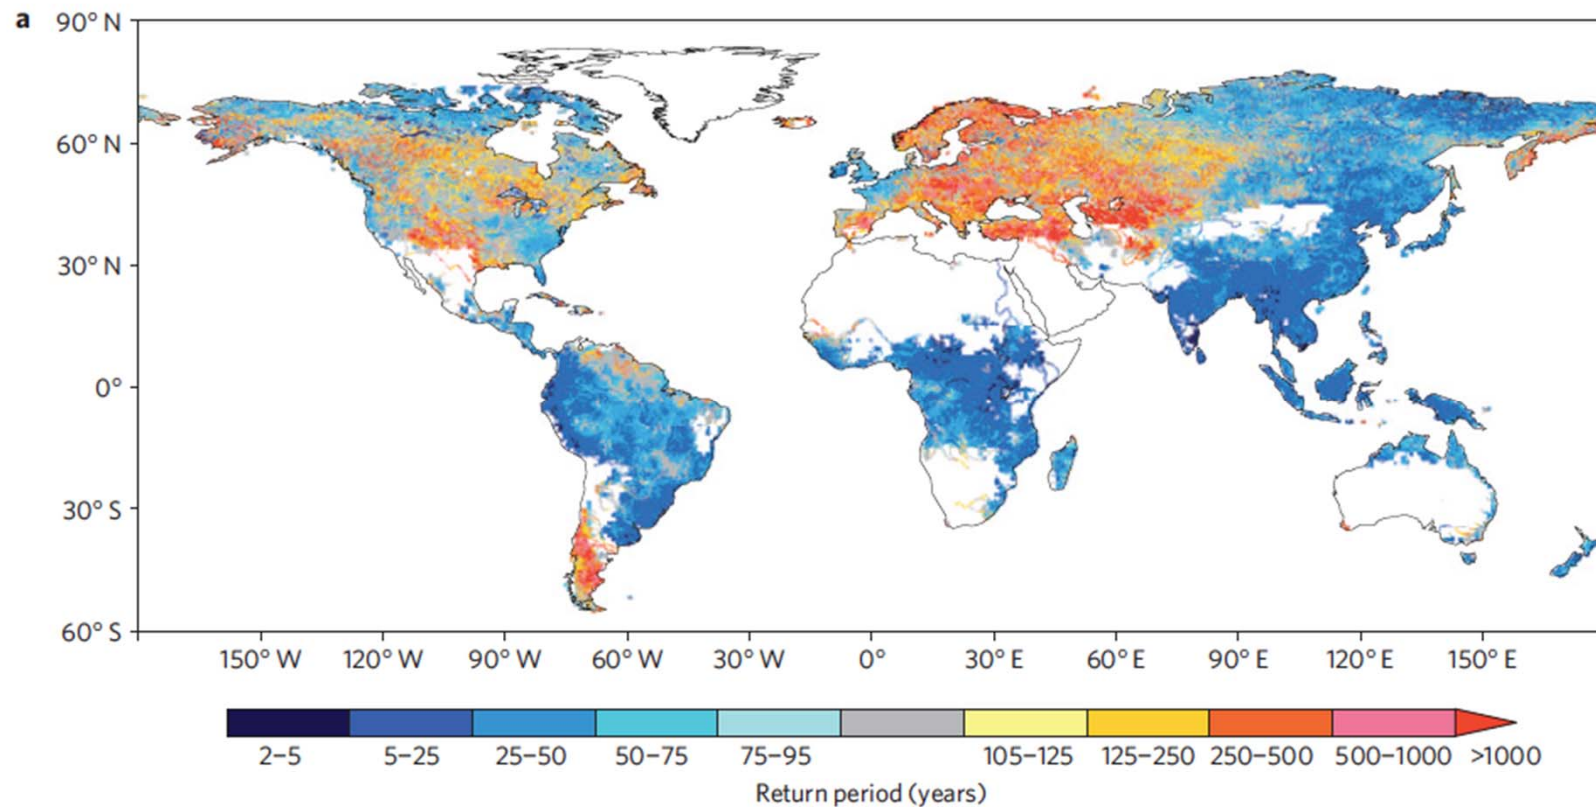 a
90° N
60° N
30° N
0°
30° S
60° S
150° W 120° W 90° W 60° W 30° W 0° 30° E 60° E 90° E 120° E 150° E
2–5 5–25 25–50 50–75 75–95 105–125 125–250 250–500 500–1000 >1000
Return period (years)